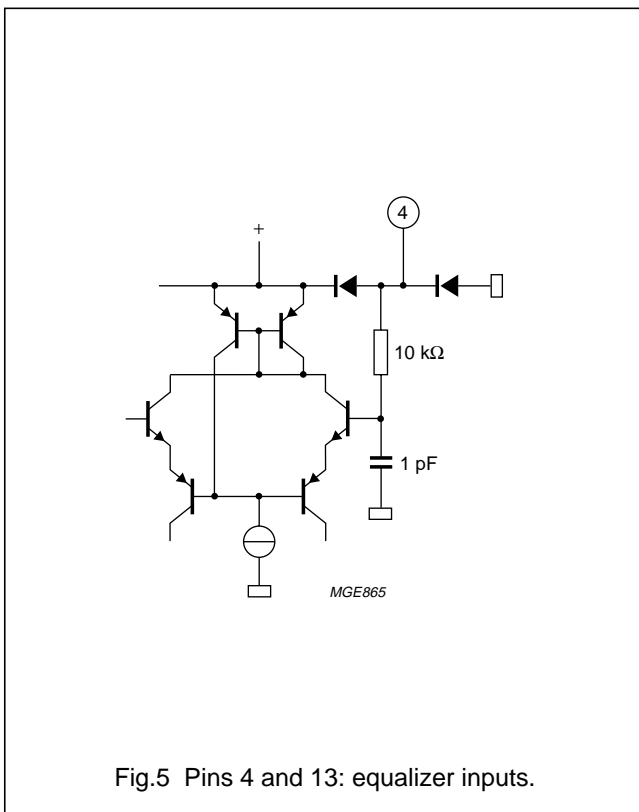 4
+
10 kΩ
1 pF
MGE865
Fig.5 Pins 4 and 13: equalizer inputs.